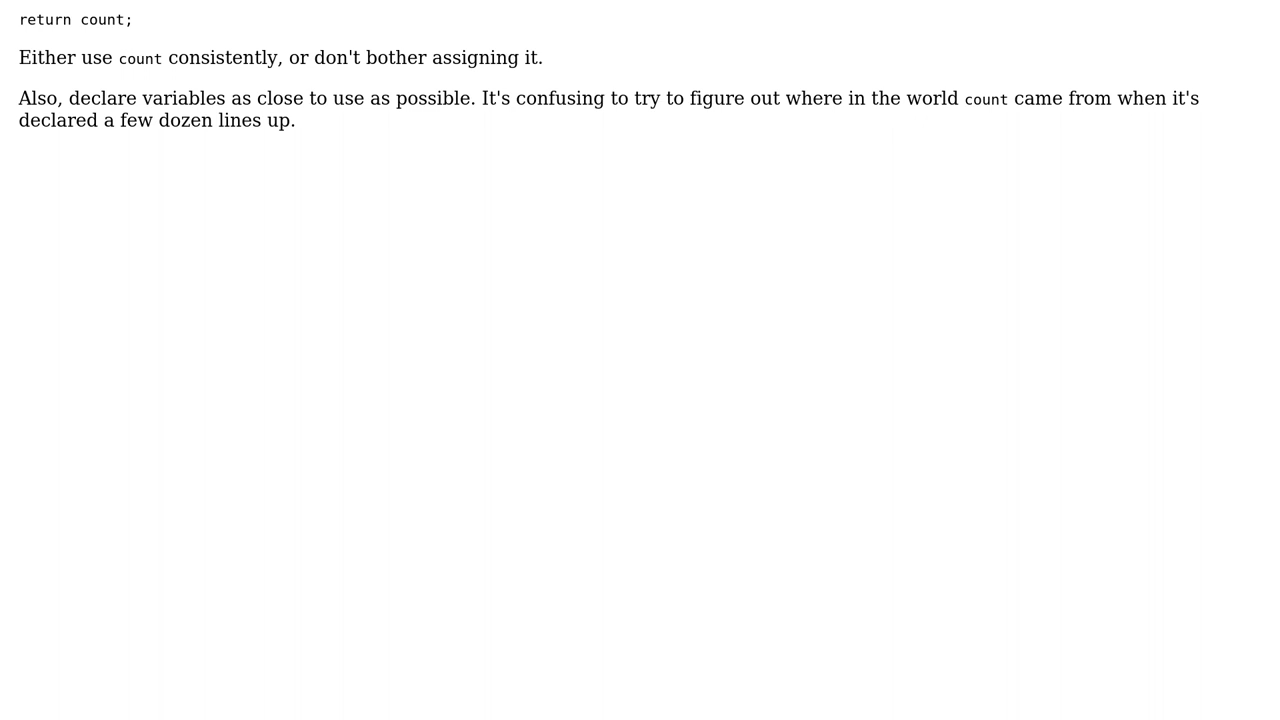 return count;
Either use count consistently, or don't bother assigning it.
Also, declare variables as close to use as possible. It's confusing to try to figure out where in the world count came from when it's
declared a few dozen lines up.